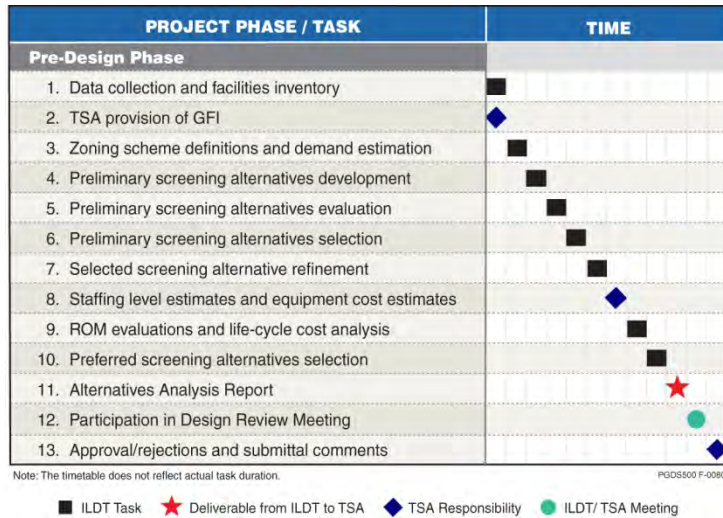 PROJECT PHASE / TASK TIME
Pre-Design Phase
1. Data collection and facilities inventory
2. TSA provision of GFI
3. Zoning scheme definitions and demand estimation
4. Preliminary screening alternatives development
5. Preliminary screening alternatives evaluation
6. Preliminary screening alternatives selection
7. Selected screening alternative refinement
8. Staffing level estimates and equipment cost estimates
9. ROM evaluations and life-cycle cost analysis
10. Preferred screening alternatives selection
11. Alternatives Analysis Report
12. Participation in Design Review Meeting
13. Approval/rejections and submittal comments
Note: The timetable does not reflect actual task duration. PGDS500 F-0080
ILDT Task Deliverable from ILDT to TSA TSA Responsibility ILDT/ TSA Meeting